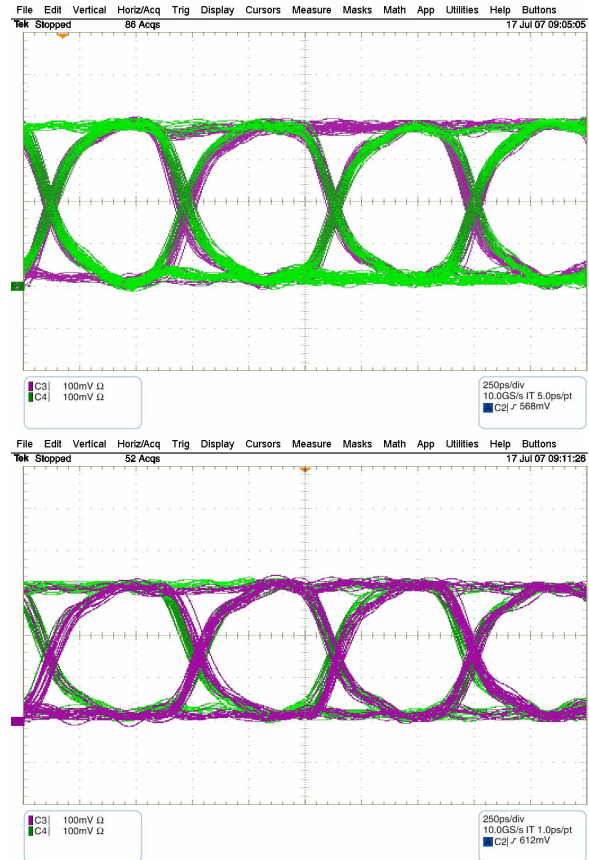 File Edit Vertical Horiz/Acq Trig Display Cursors Measure Masks Math App Utilities Help Buttons
Tek Stopped 86 Acqs 17 Jul 07 09:05:05
C3 100mV Ω
C4 100mV Ω
250ps/div
10.0GS/s IT 5.0ps/pt
A C2 ∫ 568mV
File Edit Vertical Horiz/Acq Trig Display Cursors Measure Masks Math App Utilities Help Buttons
Tek Stopped 52 Acqs 17 Jul 07 09:11:26
C3 100mV Ω
C4 100mV Ω
250ps/div
10.0GS/s IT 1.0ps/pt
A C2 ∫ 612mV